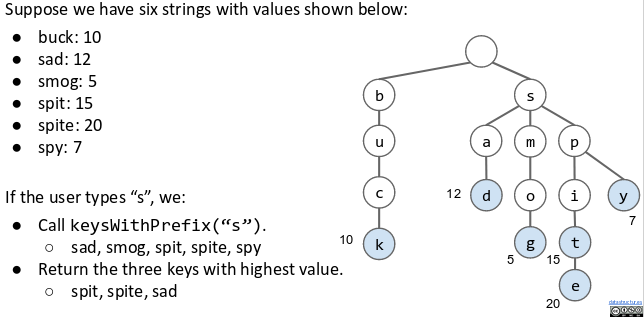 Suppose we have six strings with values shown below:
● buck: 10
● sad: 12
● smog: 5
● spit: 15
● spite: 20
● spy: 7
If the user types “s”, we:
● Call keysWithPrefix(“s”).
○ sad, smog, spit, spite, spy
● Return the three keys with highest value.
○ spit, spite, sad
b s
u a m p
c 12 d o i y
7
10 k 5 g 15 t
20 e
datastructur.es